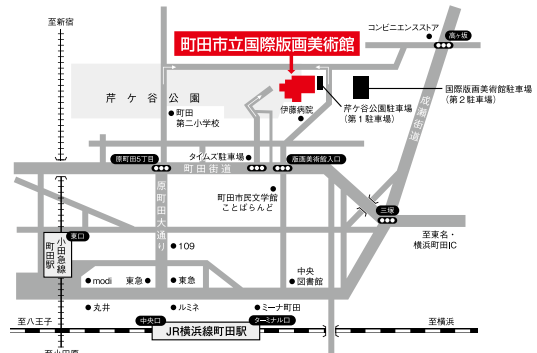 至新宿
コンビニエンスストア
高ヶ坂
町田市立国際版画美術館
国際版画美術館駐車場
（第2駐車場）
芹ケ谷公園
伊藤病院
芹ケ谷公園駐車場
（第1駐車場）
成瀬街道
町田
第二小学校
原町田5丁目
タイムズ駐車場
版画美術館入口
町田街道
町田市民文学館
ことばらんど
原町田大通り
三塚
至東名・
横浜町田IC
東口
小田急線
町田駅
109
中央
図書館
modi
東急
東急
丸井
ルミネ
ミーナ町田
至八王子
中央口
ターミナル口
至横浜
JR横浜線町田駅
至小田原